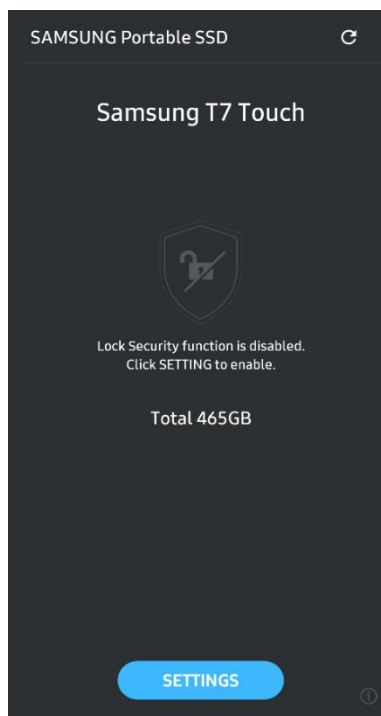 SAMSUNG Portable SSD
Samsung T7 Touch
Lock Security function is disabled.
Click SETTING to enable.
Total 465GB
SETTINGS